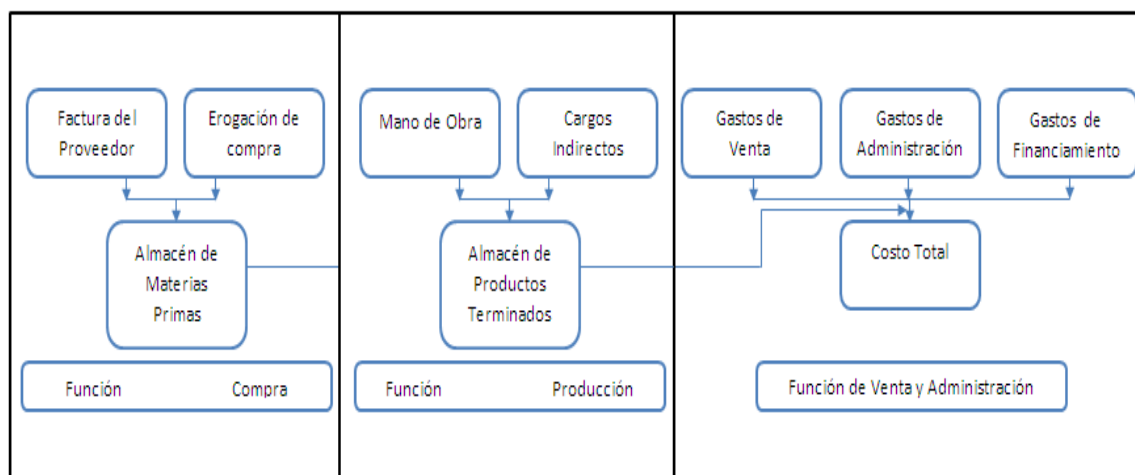 Factura del
Proveedor
Erogación de
compra
Almacén de
Materias
Primas
Función Compra
Mano de Obra
Cargos
Indirectos
Almacén de
Productos
Terminados
Función Producción
Gastos de
Venta
Gastos de
Administración
Gastos de
Financiamiento
Costo Total
Función de Venta y Administración